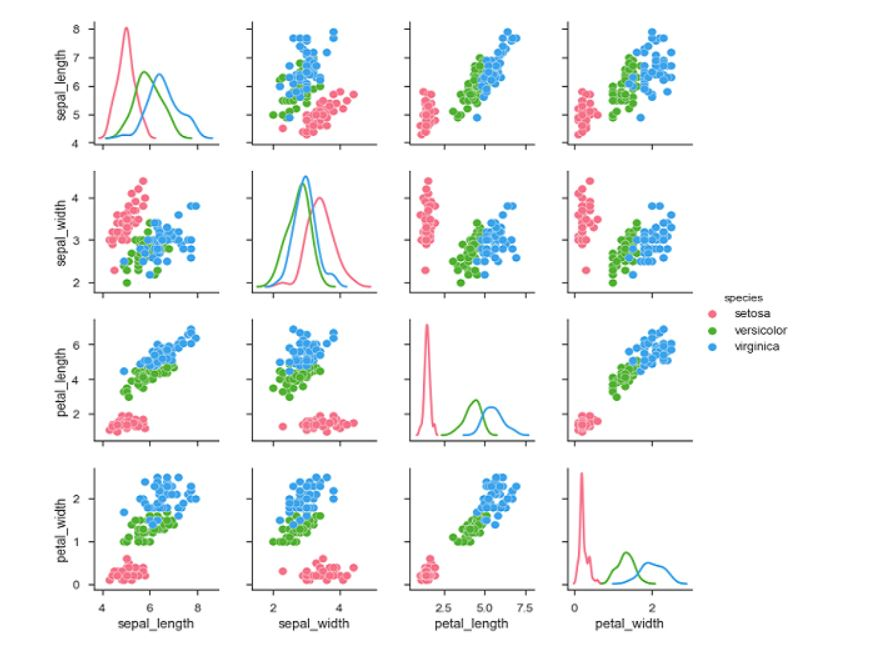 sepal_length
8
7
6
5
4
sepal_width
4
3
2
species
setosa
versicolor
virginica
petal_length
6
4
2
petal_width
2
1
0
4 6 8 2 4 2.5 5.0 7.5 0 2
sepal_length sepal_width petal_length petal_width